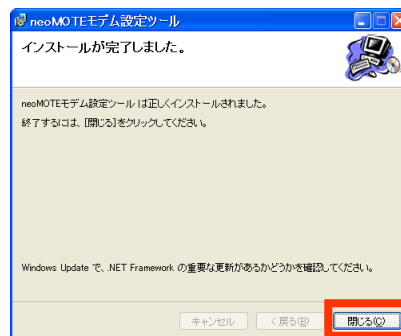 neoMOTEモデム設定ツール
インストールが完了しました。
neoMOTEモデム設定ツール は正しくインストールされました。
終了するには、[閉じる]をクリックしてください。
Windows Update で、.NET Framework の重要な更新があるかどうかを確認してください。
キャンセル
< 戻る(B)
閉じる(C)